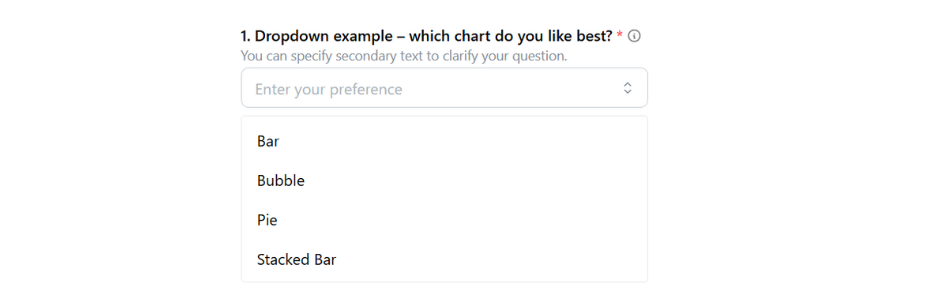 1. Dropdown example – which chart do you like best? *
You can specify secondary text to clarify your question.
Enter your preference
Bar
Bubble
Pie
Stacked Bar